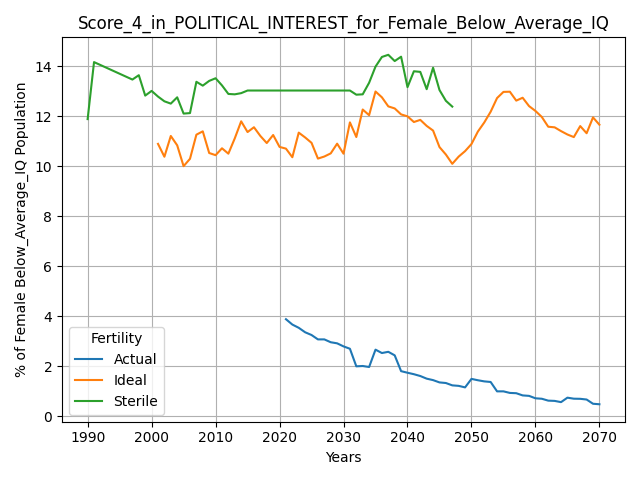 Score_4_in_POLITICAL_INTEREST_for_Female_Below_Average_IQ
% of Female Below_Average_IQ Population
14
12
10
8
6
4
2
0
Fertility
Actual
Ideal
Sterile
1990 2000 2010 2020 2030 2040 2050 2060 2070
Years